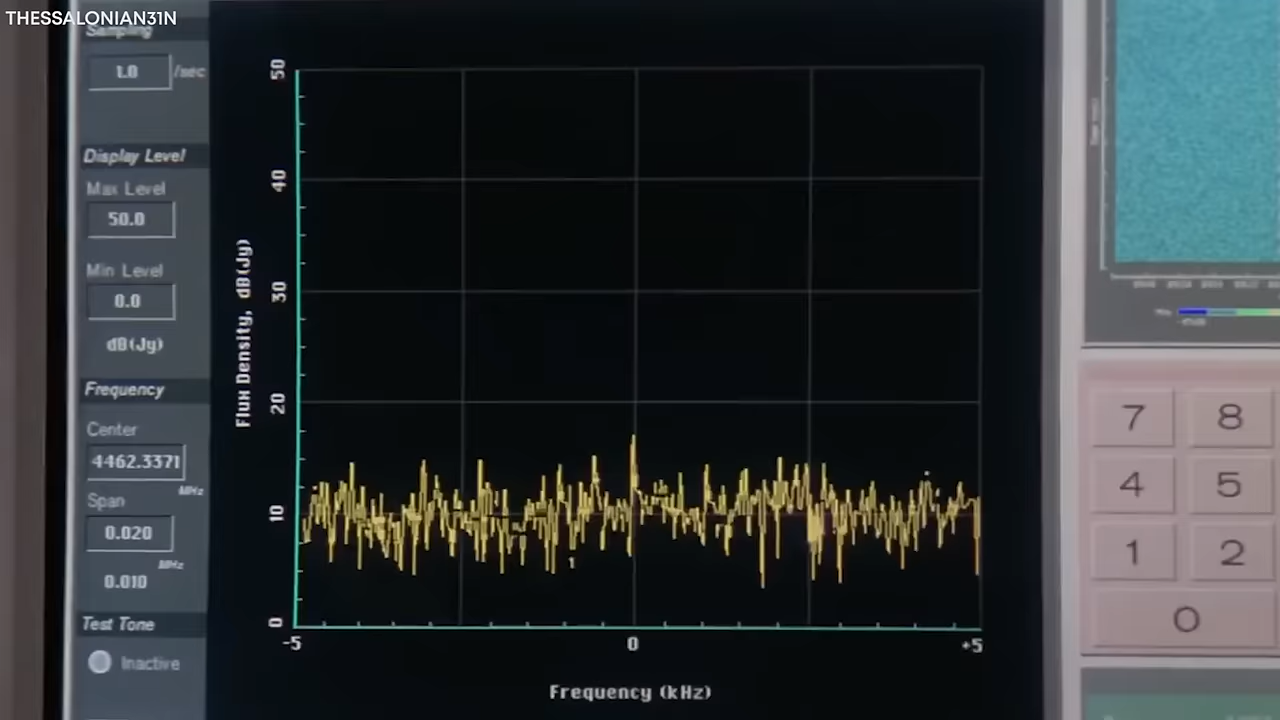 THESSALONIAN31N
Sampling
1.0 /sec
Display Level
Max Level
50.0
Min Level
0.0
dB(Jy)
Frequency
Center
4462.3371
MHz
Span
0.020
MHz
0.010
Test Tone
Inactive
Flux Density, dB(Jy)
50
40
30
20
10
0
-5
0
+5
Frequency (kHz)
7 8
4 5
1 2
0